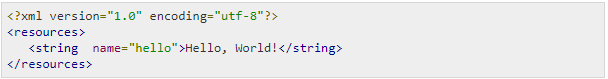 <?xml version="1.0" encoding="utf-8"?>
<resources>
   <string  name="hello">Hello, World!</string>
</resources>